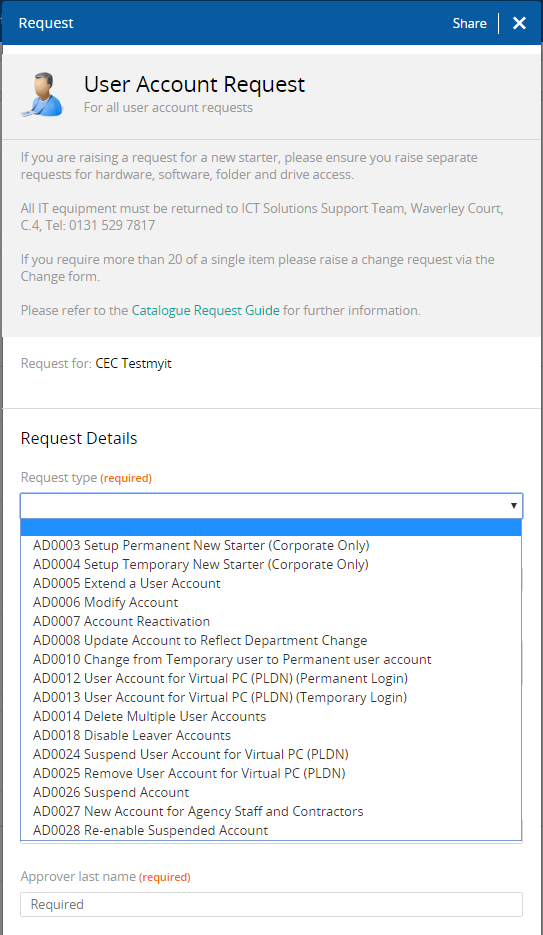 Request
Share
User Account Request
For all user account requests
If you are raising a request for a new starter, please ensure you raise separate
requests for hardware, software, folder and drive access.
All IT equipment must be returned to ICT Solutions Support Team, Waverley Court,
C.4, Tel: 0131 529 7817
If you require more than 20 of a single item please raise a change request via the
Change form.
Please refer to the Catalogue Request Guide for further information.
Request for: CEC Testmyit
Request Details
Request type (required)
AD0003 Setup Permanent New Starter (Corporate Only)
AD0004 Setup Temporary New Starter (Corporate Only)
AD0005 Extend a User Account
AD0006 Modify Account
AD0007 Account Reactivation
AD0008 Update Account to Reflect Department Change
AD0010 Change from Temporary user to Permanent user account
AD0012 User Account for Virtual PC (PLDN) (Permanent Login)
AD0013 User Account for Virtual PC (PLDN) (Temporary Login)
AD0014 Delete Multiple User Accounts
AD0018 Disable Leaver Accounts
AD0024 Suspend User Account for Virtual PC (PLDN)
AD0025 Remove User Account for Virtual PC (PLDN)
AD0026 Suspend Account
AD0027 New Account for Agency Staff and Contractors
AD0028 Re-enable Suspended Account
Approver last name (required)
Required